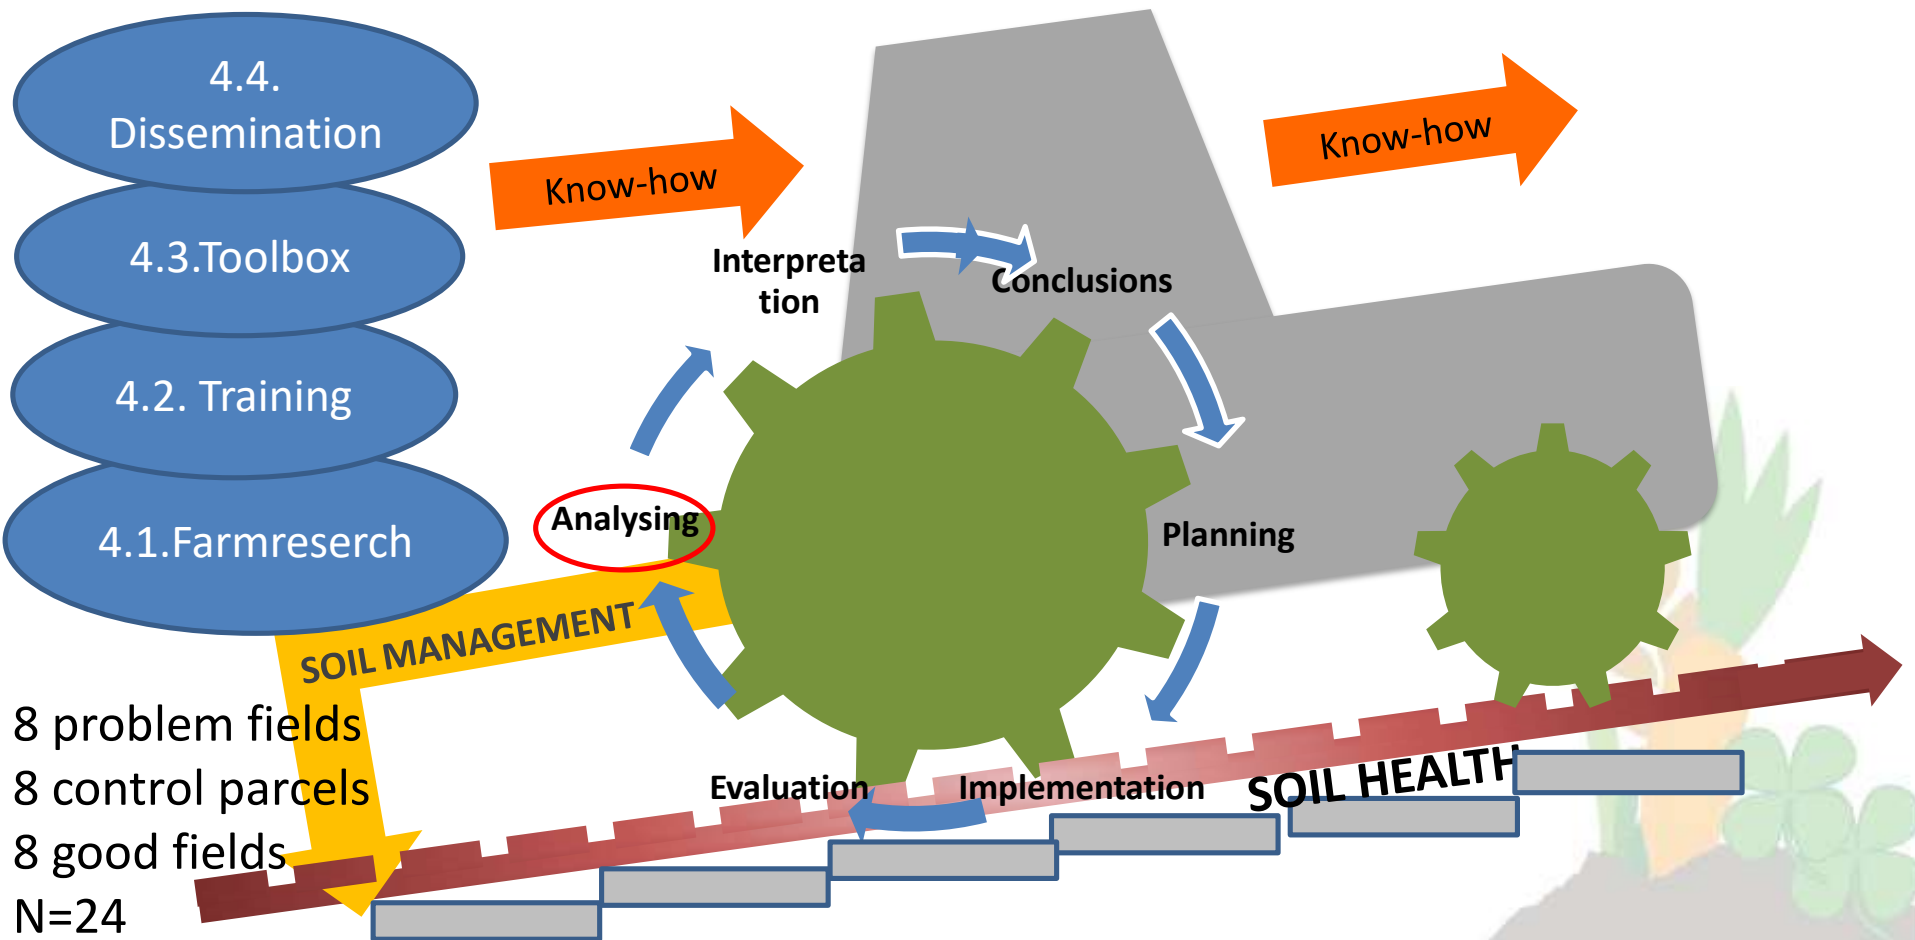 4.4.
Dissemination
4.3.Toolbox
4.2. Training
4.1.Farmreserch
Know-how
Know-how
Interpreta
tion
Conclusions
Analysing
Planning
Evaluation
Implementation
SOIL MANAGEMENT
SOIL HEALTH
8 problem fields
8 control parcels
8 good fields
N=24